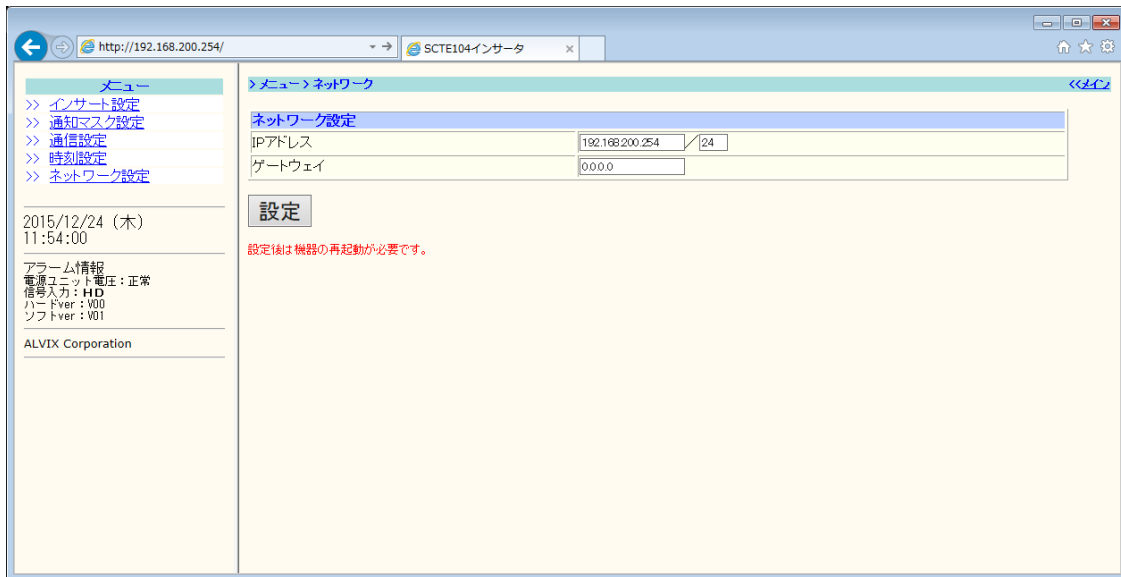 http://192.168.200.254/
SCTE104インサータ
メニュー
>> インサート設定
>> 通知マスク設定
>> 通信設定
>> 時刻設定
>> ネットワーク設定
2015/12/24 (木)
11:54:00
アラーム情報
電源ユニット電圧:正常
信号入力:HD
ハードver:V00
ソフトver:V01
ALVIX Corporation
> メニュー > ネットワーク
<<メイン
ネットワーク設定
IPアドレス 192.168.200.254 / 24
ゲートウェイ 0.0.0.0
設定
設定後は機器の再起動が必要です。